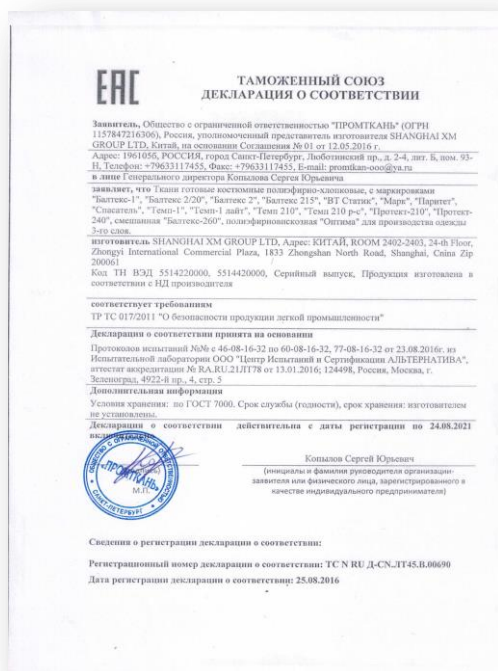 ЕАС
ТАМОЖЕННЫЙ СОЮЗ
ДЕКЛАРАЦИЯ О СООТВЕТСТВИИ
Заявитель, Общество с ограниченной ответственностью "ПРОМТКАНЬ" (ОГРН
1157847216306), Россия, уполномоченный представитель изготовителя SHANGHAI XM
GROUP LTD, Китай, на основании Соглашения № 01 от 12.05.2016 г.
Адрес: 196105б, РОССИЯ, город Санкт-Петербург, Люботинский пр., д. 2-4, лит. Б, пом. 93-
Н, Телефон: +79633117455, Факс: +79633117455, E-mail: promtkan-ooo@ya.ru
в лице Генерального директора Копылова Сергея Юрьевича
заявляет, что Ткани готовые костюмные полиэфирно-хлопковые, с маркировками
"Балтекс-1", "Балтекс 2/20", "Балтекс 2", "Балтекс 215", "ВТ Статик", "Марк", "Паритет",
"Спасатель", "Темп-1", "Темп-1 лайт", "Темп 210", "Темп 210 р-с", "Протект-210", "Протект-
240", смешанная "Балтекс-260", полиэфирновискозная "Оптима" для производства одежды
3-го слоя.
изготовитель SHANGHAI XM GROUP LTD, Адрес: КИТАЙ, ROOM 2402-2403, 24-th Floor,
Zhongyi International Commercial Plaza, 1833 Zhongshan North Road, Shanghai, Cnina Zip
200061
Код ТН ВЭД 5514220000, 5514420000, Серийный выпуск, Продукция изготовлена в
соответствии с НД производителя
соответствует требованиям
ТР ТС 017/2011 "О безопасности продукции легкой промышленности"
Декларация о соответствии принята на основании
Протоколов испытаний №№ с 46-08-16-32 по 60-08-16-32, 77-08-16-32 от 23.08.2016г. из
Испытательной лаборатории ООО "Центр Испытаний и Сертификации АЛЬТЕРНАТИВА",
аттестат аккредитации № RA.RU.21ЛТ78 от 13.01.2016; 124498, Россия, Москва, г.
Зеленоград, 4922-й пр., 4, стр. 5
Дополнительная информация
Условия хранения: по ГОСТ 7000. Срок службы (годности), срок хранения: изготовителем
не установлены.
Декларация о соответствии действительна с даты регистрации по 24.08.2021
включительно
Копылов Сергей Юрьевич
(инициалы и фамилия руководителя организации-
заявителя или физического лица, зарегистрированного в
качестве индивидуального предпринимателя)
"ПРОМТКАНЬ"
САНКТ-ПЕТЕРБУРГ
М.П.
Сведения о регистрации декларации о соответствии:
Регистрационный номер декларации о соответствии: ТС N RU Д-CN.ЛТ45.В.00690
Дата регистрации декларации о соответствии: 25.08.2016